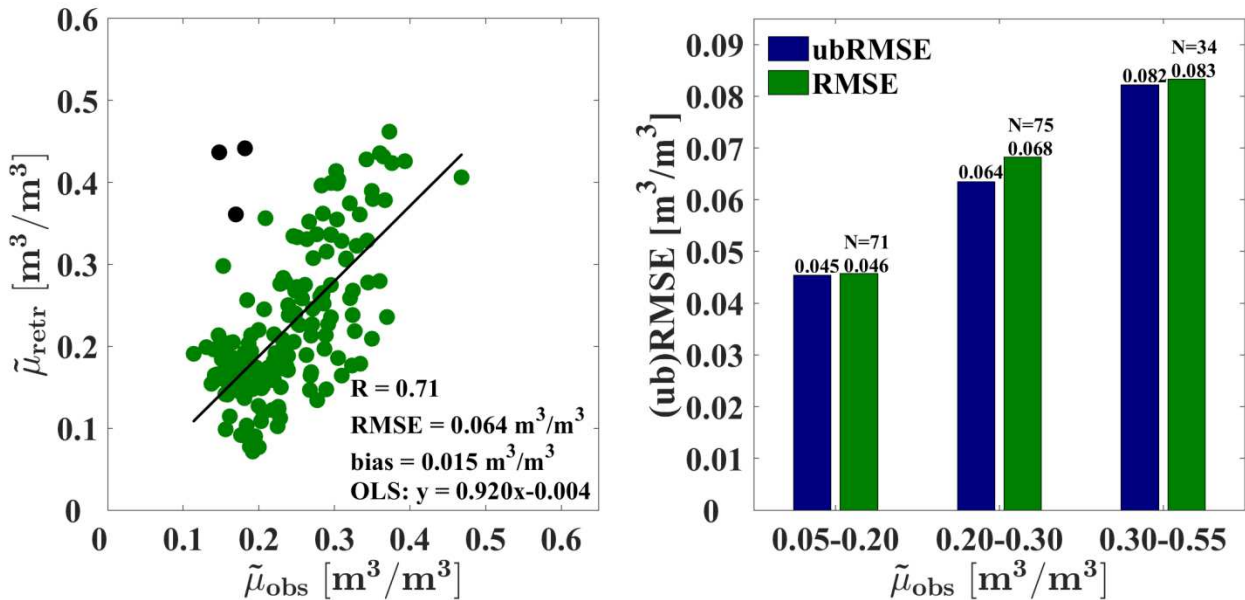 0.6
0.5
0.4
0.3
0.2
0.1
0
μ̃retr [m³/m³]
R = 0.71
RMSE = 0.064 m³/m³
bias = 0.015 m³/m³
OLS: y = 0.920x-0.004
0 0.1 0.2 0.3 0.4 0.5 0.6
μ̃obs [m³/m³]
0.09
0.08
0.07
0.06
0.05
0.04
0.03
0.02
0.01
0
(ub)RMSE [m³/m³]
ubRMSE
RMSE
N=71
0.045 0.046
N=75
0.064 0.068
N=34
0.082 0.083
0.05-0.20 0.20-0.30 0.30-0.55
μ̃obs [m³/m³]